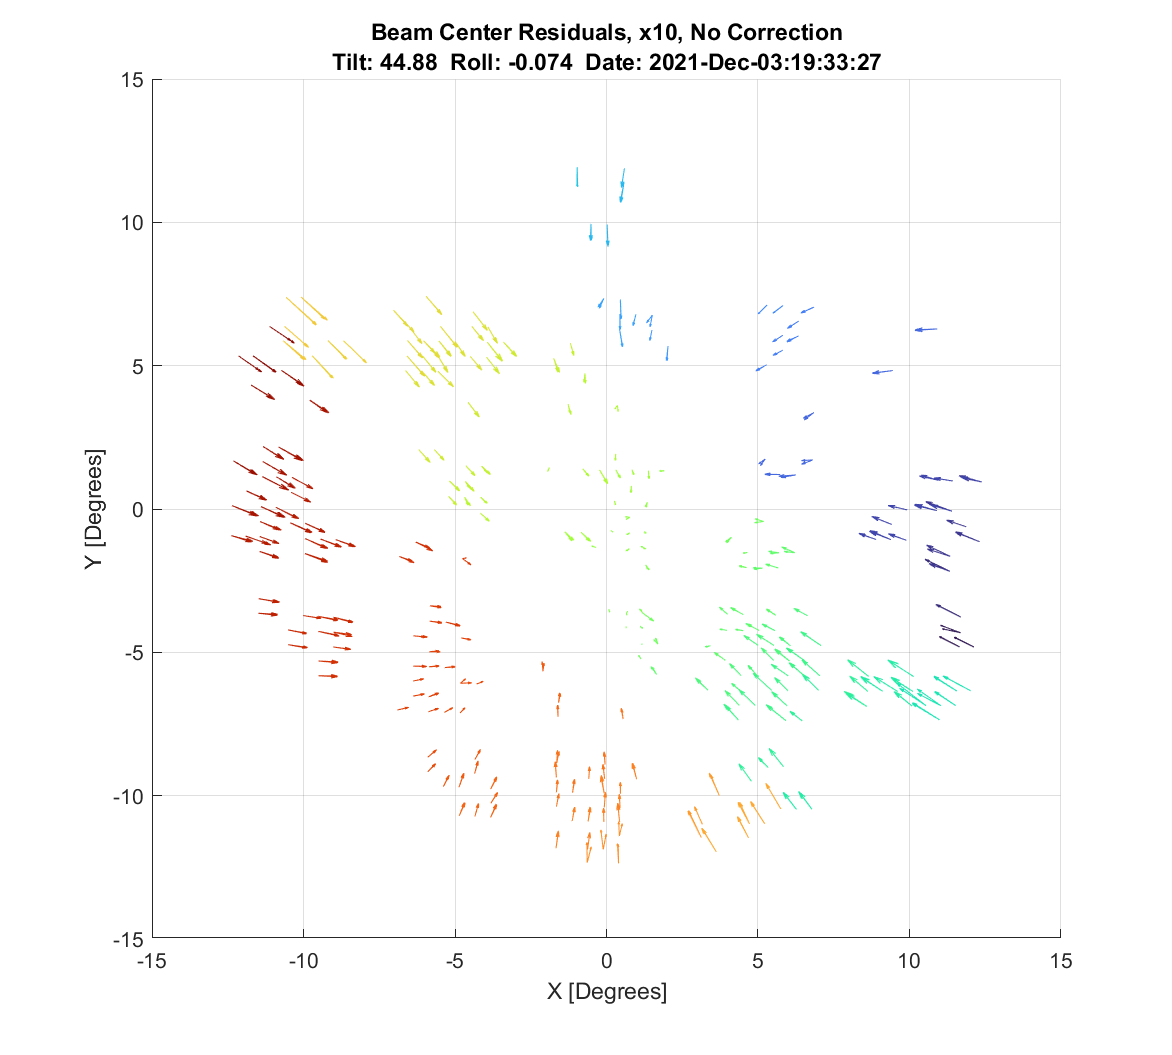 Beam Center Residuals, x10, No Correction
Tilt: 44.88  Roll: -0.074  Date: 2021-Dec-03:19:33:27
15
10
5
0
-5
-10
-15
Y [Degrees]
-15 -10 -5 0 5 10 15
X [Degrees]